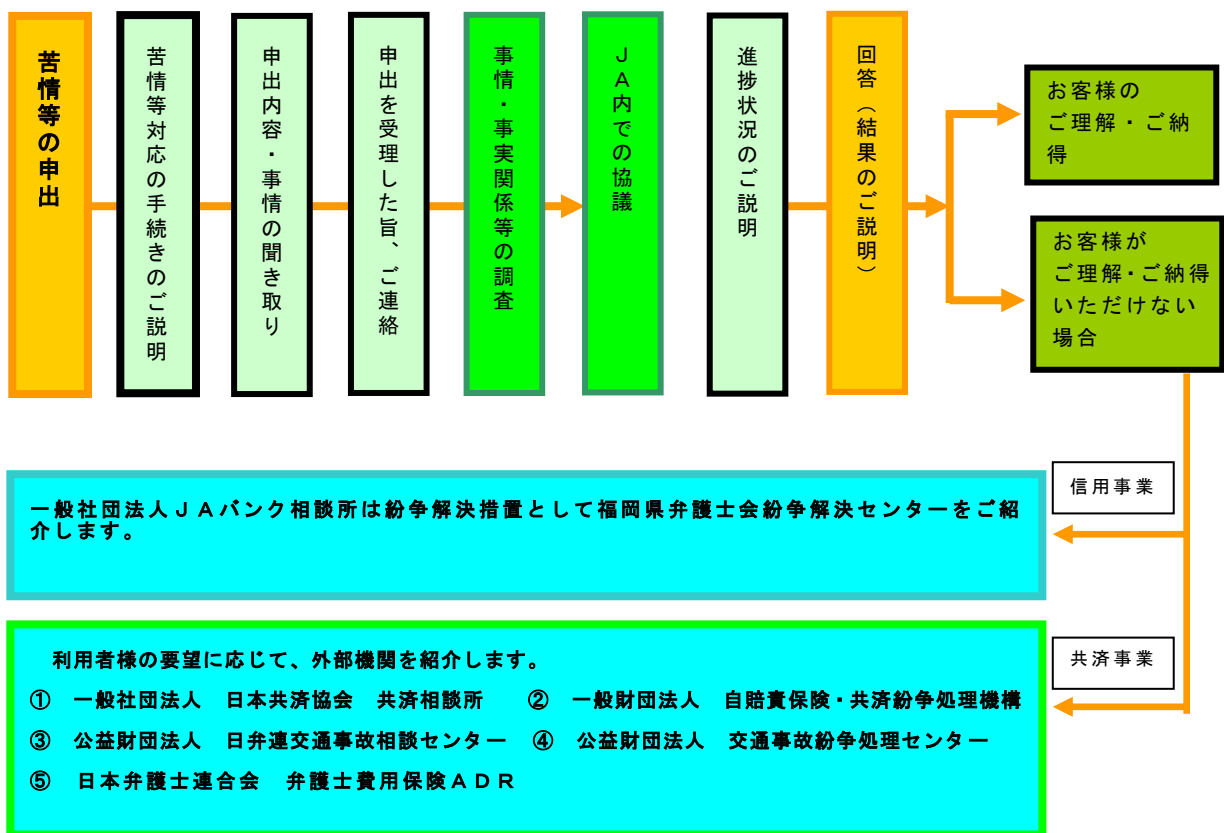 苦情等の申出
苦情等対応の手続きのご説明
申出内容・事情の聞き取り
申出を受理した旨、ご連絡
事情・事実関係等の調査
ＪＡ内での協議
進捗状況のご説明
回答（結果のご説明）
お客様の
ご理解・ご納
得
お客様が
ご理解・ご納得
いただけない
場合
信用事業
一般社団法人ＪＡバンク相談所は紛争解決措置として福岡県弁護士会紛争解決センターをご紹
介します。
共済事業
利用者様の要望に応じて、外部機関を紹介します。
①　一般社団法人　日本共済協会　共済相談所　　②　一般財団法人　自賠責保険・共済紛争処理機構
③　公益財団法人　日弁連交通事故相談センター　④　公益財団法人　交通事故紛争処理センター
⑤　日本弁護士連合会　弁護士費用保険ＡＤＲ